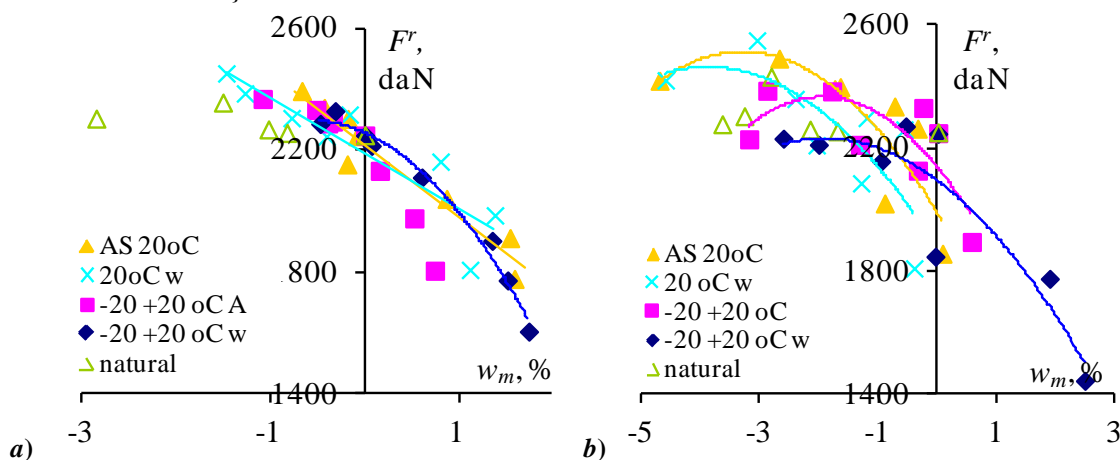 2600
F^r,
daN
2200
800
1400
AS 20oC
20oC w
-20 +20 oC A
-20 +20 oC w
natural
w_m, %
a)
-3
-1
1
2600
F^r,
daN
2200
1800
1400
AS 20oC
20 oC w
-20 +20 oC
-20 +20 oC w
natural
w_m, %
b)
-5
-3
-1
1
3